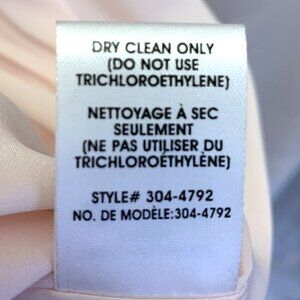 DRY CLEAN ONLY
(DO NOT USE
TRICHLOROETHYLENE)
NETTOYAGE À SEC
SEULEMENT
(NE PAS UTILISER DU
TRICHLOROÉTHYLÈNE)
STYLE# 304-4792
NO. DE MODÈLE:304-4792